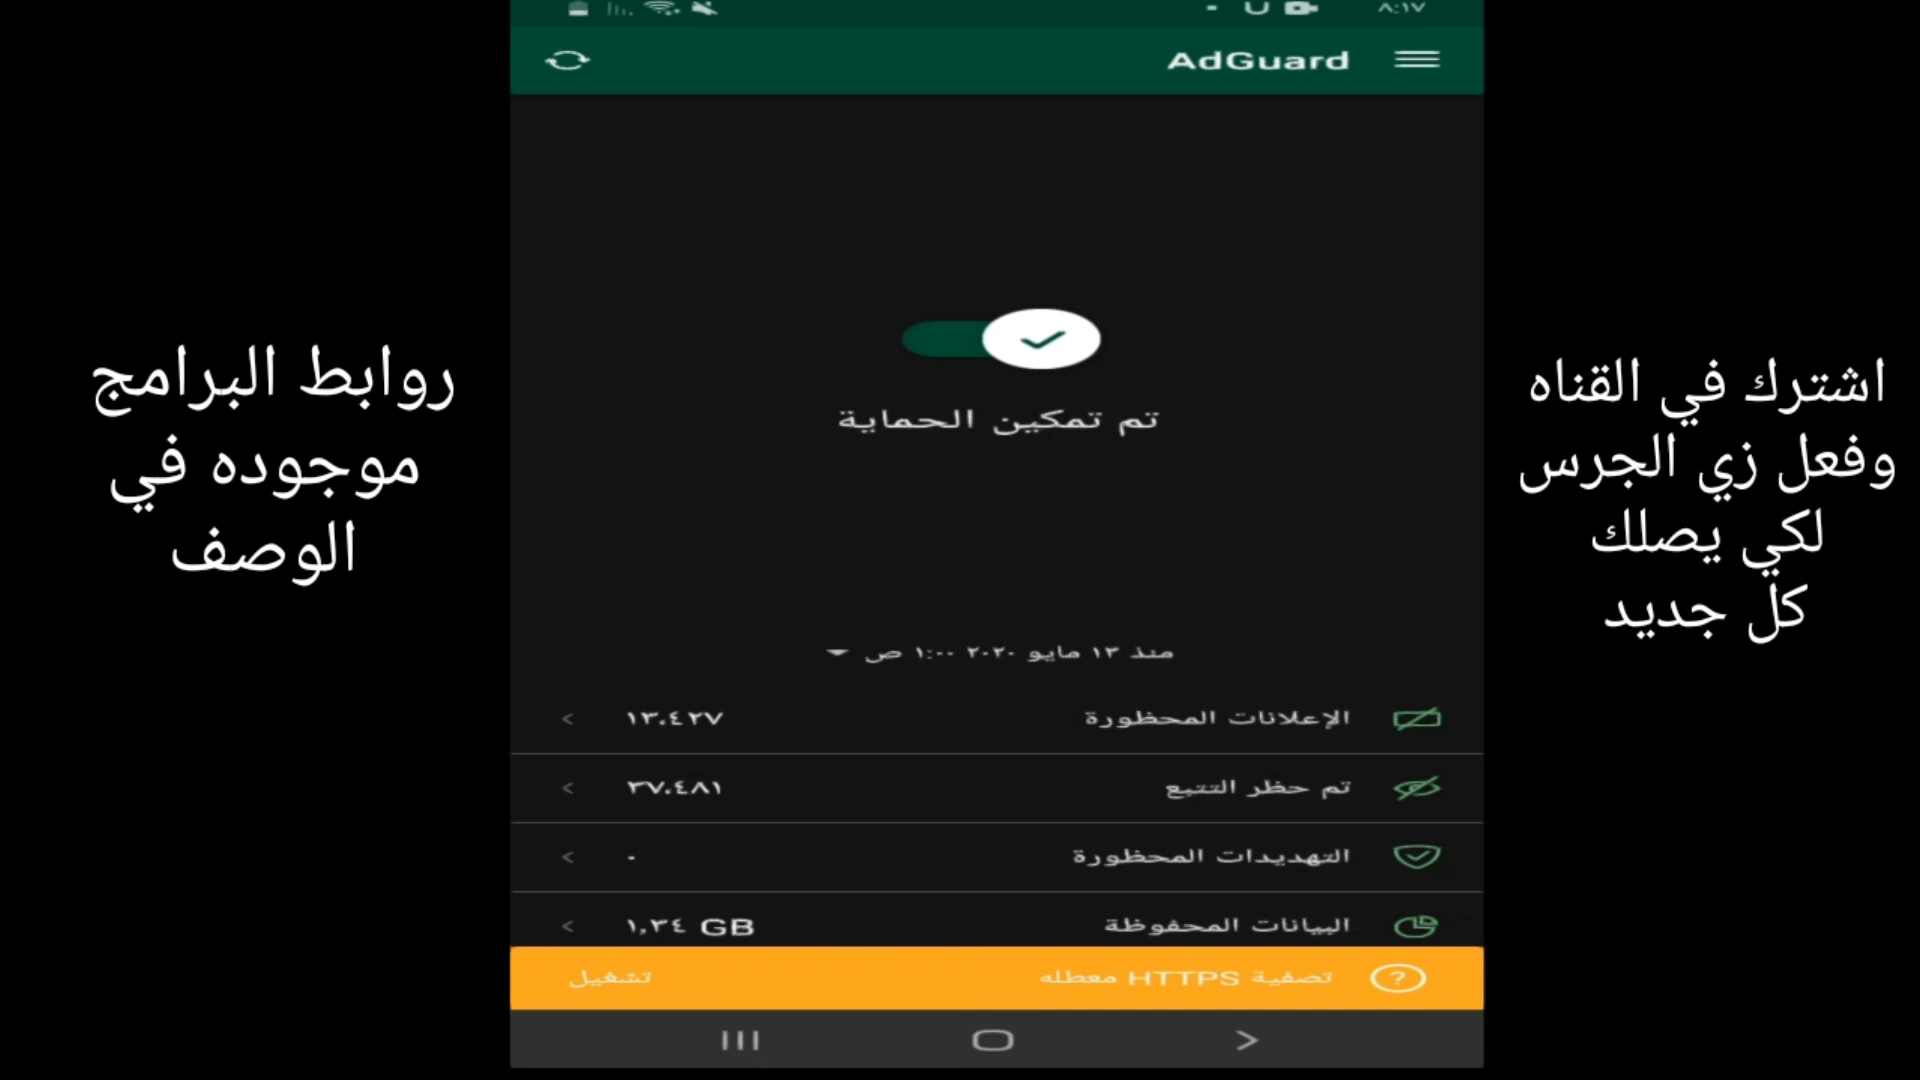 ٨:١٧
AdGuard
تم تمكين الحماية
منذ ١٣ مايو ٢٠٢٠ ١:٠٠ ص
الإعلانات المحظورة ١٣،٤٢٧
تم حظر التتبع ٣٧،٤٨١
التهديدات المحظورة ٠
البيانات المحفوظة ١,٣٤ GB
تصفية HTTPS معطله تشغيل
اشترك في القناه
وفعل زي الجرس
لكي يصلك
كل جديد
روابط البرامج
موجوده في
الوصف